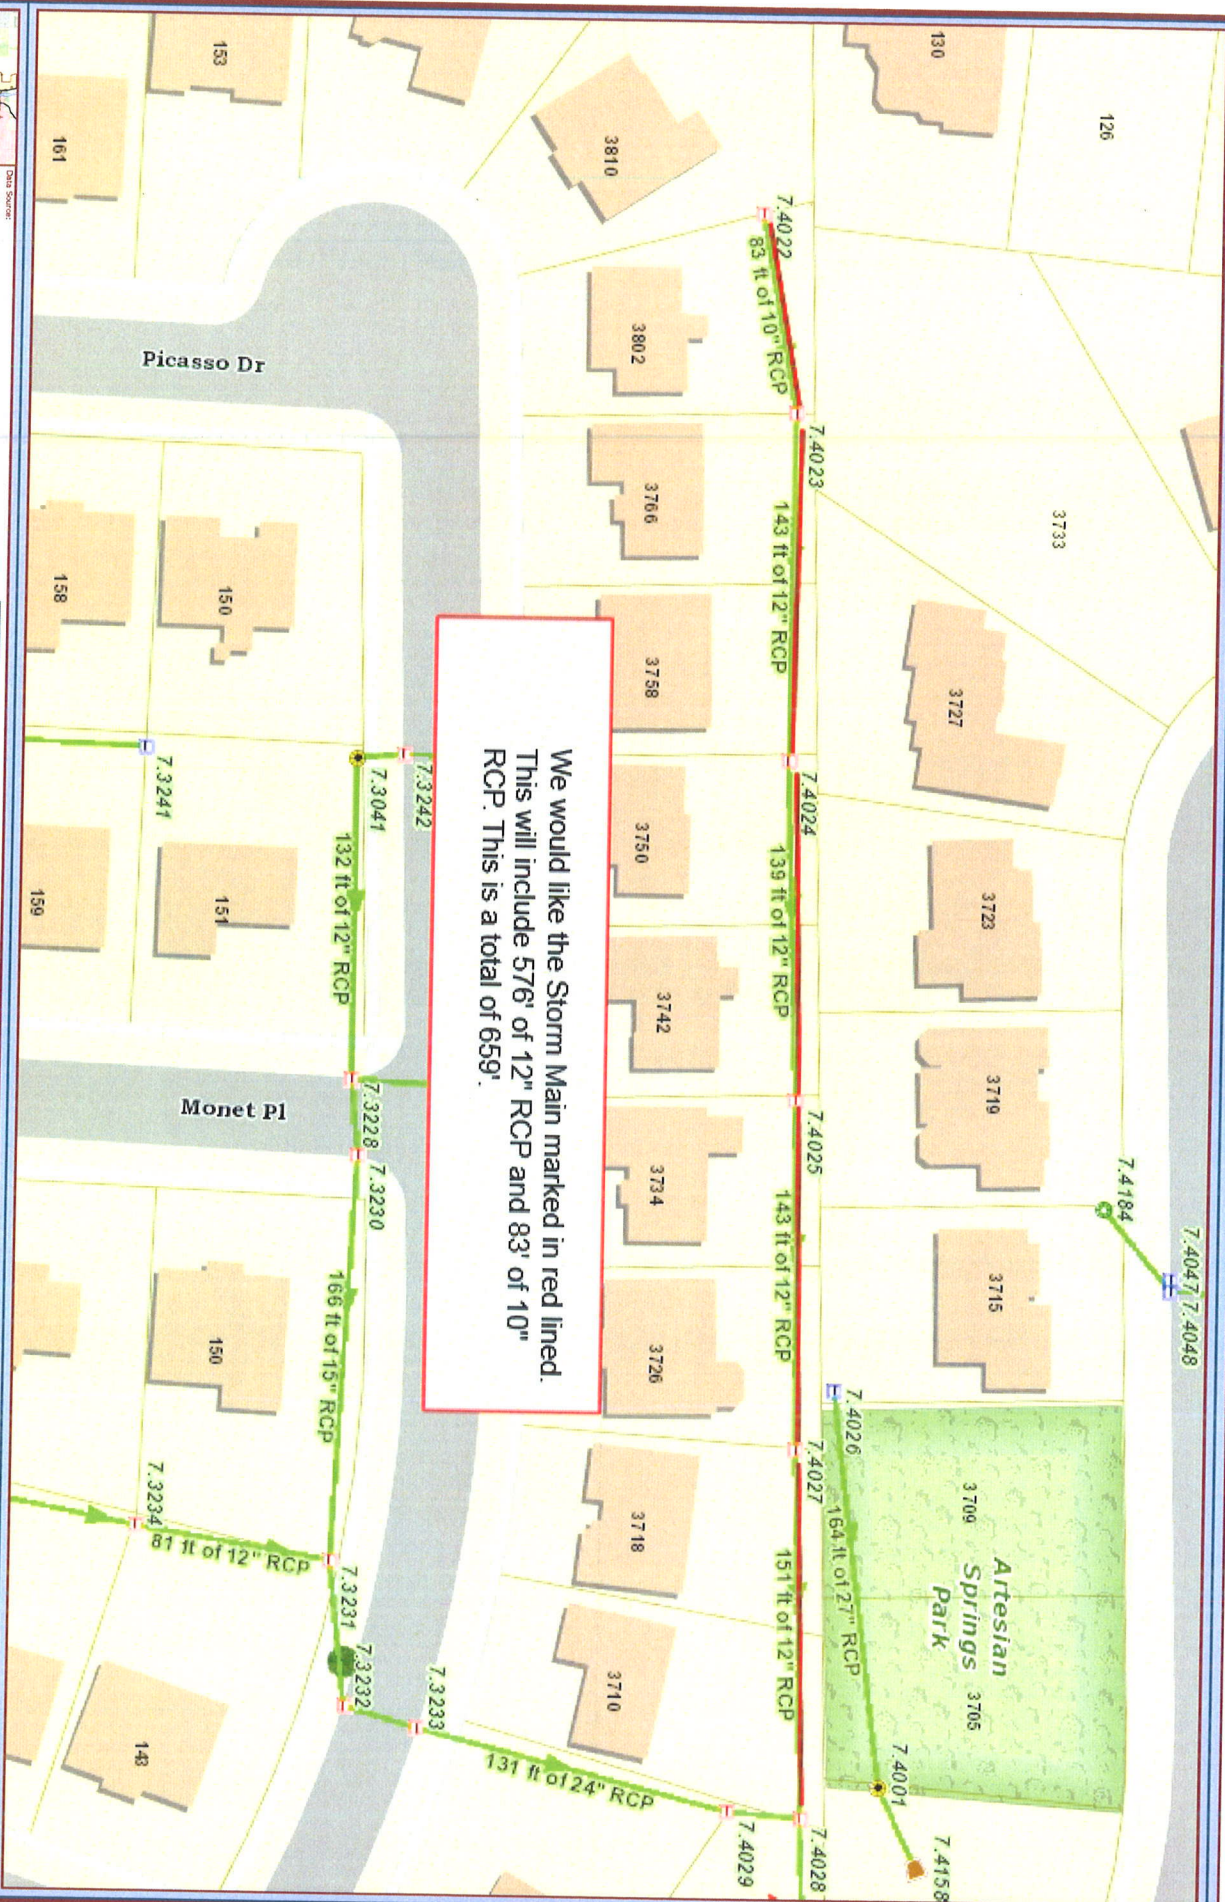 7.4047 7.4048
7.4184
126
130
3733
3727
3723
3719
3715
Artesian
Springs
Park
3709
3705
7.4158
7.4001
7.4026
164 ft of 27" RCP
7.4022
83 ft of 10" RCP
7.4023
143 ft of 12" RCP
7.4024
139 ft of 12" RCP
7.4025
143 ft of 12" RCP
7.4027
151 ft of 12" RCP
7.4028
7.4029
3810
3802
3766
3758
3750
3742
3734
3726
3718
3710
We would like the Storm Main marked in red lined.
This will include 576' of 12" RCP and 83' of 10"
RCP. This is a total of 659'.
131 ft of 24" RCP
7.3233
7.3242
7.3041
132 ft of 12" RCP
7.3228
7.3230
166 ft of 15" RCP
7.3231
7.3232
153
161
Picasso Dr
150
158
7.3241
151
159
Monet Pl
150
7.3234
81 ft of 12" RCP
143
Data Source: